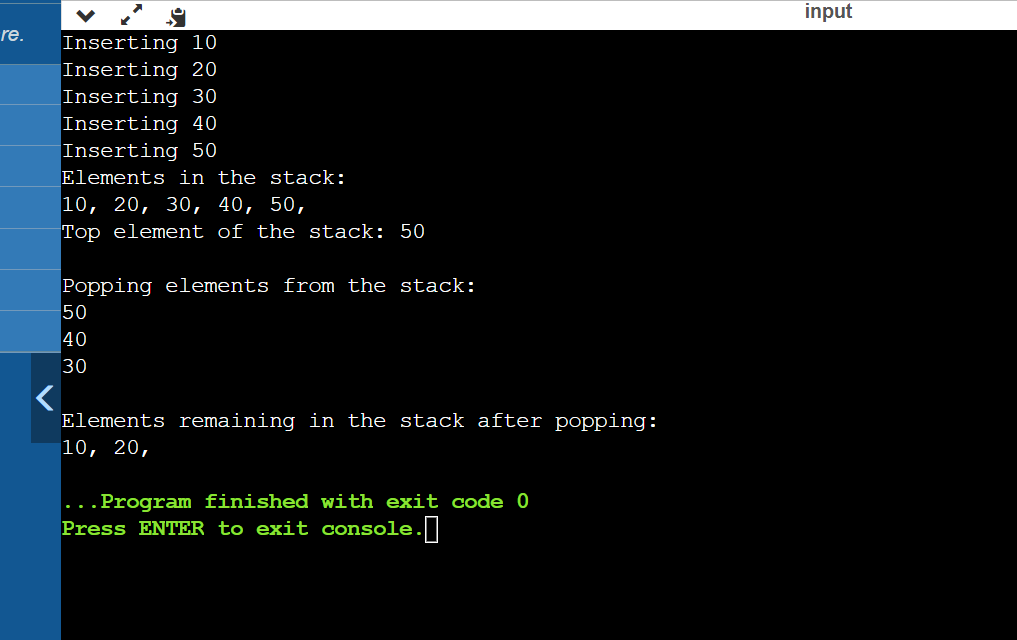 input
re.
Inserting 10
Inserting 20
Inserting 30
Inserting 40
Inserting 50
Elements in the stack:
10, 20, 30, 40, 50,
Top element of the stack: 50
Popping elements from the stack:
50
40
30
Elements remaining in the stack after popping:
10, 20,
...Program finished with exit code 0
Press ENTER to exit console.